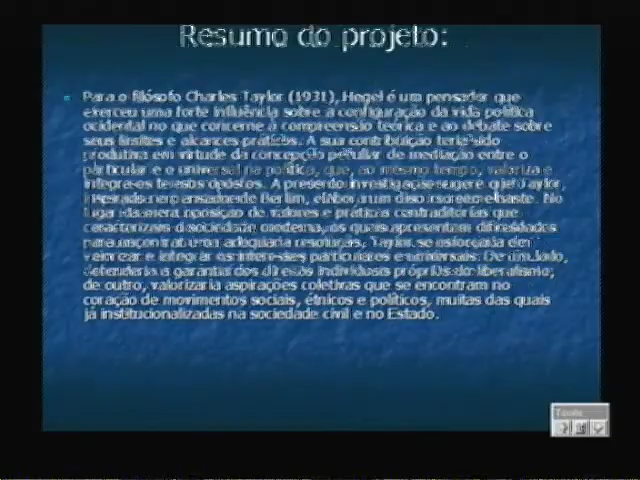 Resumo do projeto:
Para o filósofo Charles Taylor (1931), Hegel é um pensador que
exerceu uma forte influência sobre a configuração da vida política
ocidental no que concerne à compreensão teórica e ao debate sobre
seus limites e alcances práticos. A sua contribuição teria sido
produtiva em virtude da concepção peculiar de mediação entre o
particular e o universal na política, que, ao mesmo tempo, valoriza e
integra os termos opostos. A presente investigação sugere que Taylor,
No
lugar da mera oposição de valores e práticas contraditórias que
caracterizam a sociedade moderna, os quais apresentam dificuldades
para encontrar uma adequada resolução, Taylor se esforçaria em
valorizar e integrar os interesses particulares e universais. De um lado,
defenderia a garantia dos direitos individuais próprios do liberalismo;
de outro, valorizaria aspirações coletivas que se encontram no
coração de movimentos sociais, étnicos e políticos, muitas das quais
já institucionalizadas na sociedade civil e no Estado.